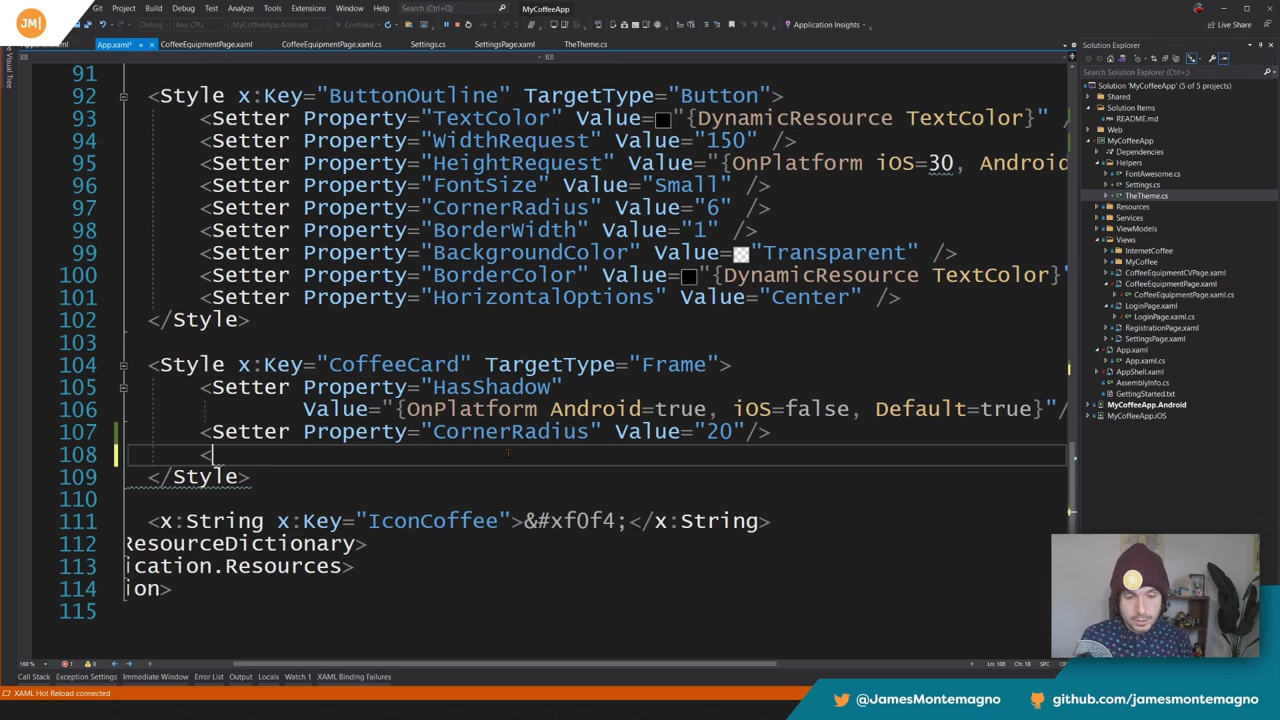 JM|
Git Project Build Debug Test Analyze Tools Extensions Window Help Search (Ctrl+;) MyCoffeeApp
Debug Any CPU MyCoffeeApp.Android Continue Application Insights Live Share
App.xaml* CoffeeEquipmentPage.xaml CoffeeEquipmentPage.xaml.cs Settings.cs SettingsPage.xaml TheTheme.cs
Visual Tree
91
92 <Style x:Key="ButtonOutline" TargetType="Button">
93 <Setter Property="TextColor" Value="{DynamicResource TextColor}" /
94 <Setter Property="WidthRequest" Value="150" />
95 <Setter Property="HeightRequest" Value="{OnPlatform iOS=30, Android
96 <Setter Property="FontSize" Value="Small" />
97 <Setter Property="CornerRadius" Value="6" />
98 <Setter Property="BorderWidth" Value="1" />
99 <Setter Property="BackgroundColor" Value="Transparent" />
100 <Setter Property="BorderColor" Value="{DynamicResource TextColor}"
101 <Setter Property="HorizontalOptions" Value="Center" />
102 </Style>
103
104 <Style x:Key="CoffeeCard" TargetType="Frame">
105 <Setter Property="HasShadow"
106 Value="{OnPlatform Android=true, iOS=false, Default=true}"/
107 <Setter Property="CornerRadius" Value="20"/>
108 <
109 </Style>
110
111 <x:String x:Key="IconCoffee">&#xf0f4;</x:String>
112 ResourceDictionary>
113 ication.Resources>
114 ion>
115
Solution Explorer
Search Solution Explorer (Ctrl+;)
Solution 'MyCoffeeApp' (5 of 5 projects)
Shared
Solution Items
README.md
Web
MyCoffeeApp
Dependencies
Helpers
FontAwesome.cs
Settings.cs
TheTheme.cs
Resources
Services
ViewModels
Views
InternetCoffee
MyCoffee
CoffeeEquipmentCVPage.xaml
CoffeeEquipmentPage.xaml
CoffeeEquipmentPage.xaml.cs
LoginPage.xaml
LoginPage.xaml.cs
RegistrationPage.xaml
SettingsPage.xaml
App.xaml
App.xaml.cs
AppShell.xaml
AssemblyInfo.cs
GettingStarted.txt
MyCoffeeApp.Android
MyCoffeeApp.iOS
160 % 1 0 Ln: 108 Ch: 18 SPC
Call Stack Exception Settings Immediate Window Error List Output Locals Watch 1 XAML Binding Failures
XAML Hot Reload connected
@JamesMontemagno github.com/jamesmontemagno